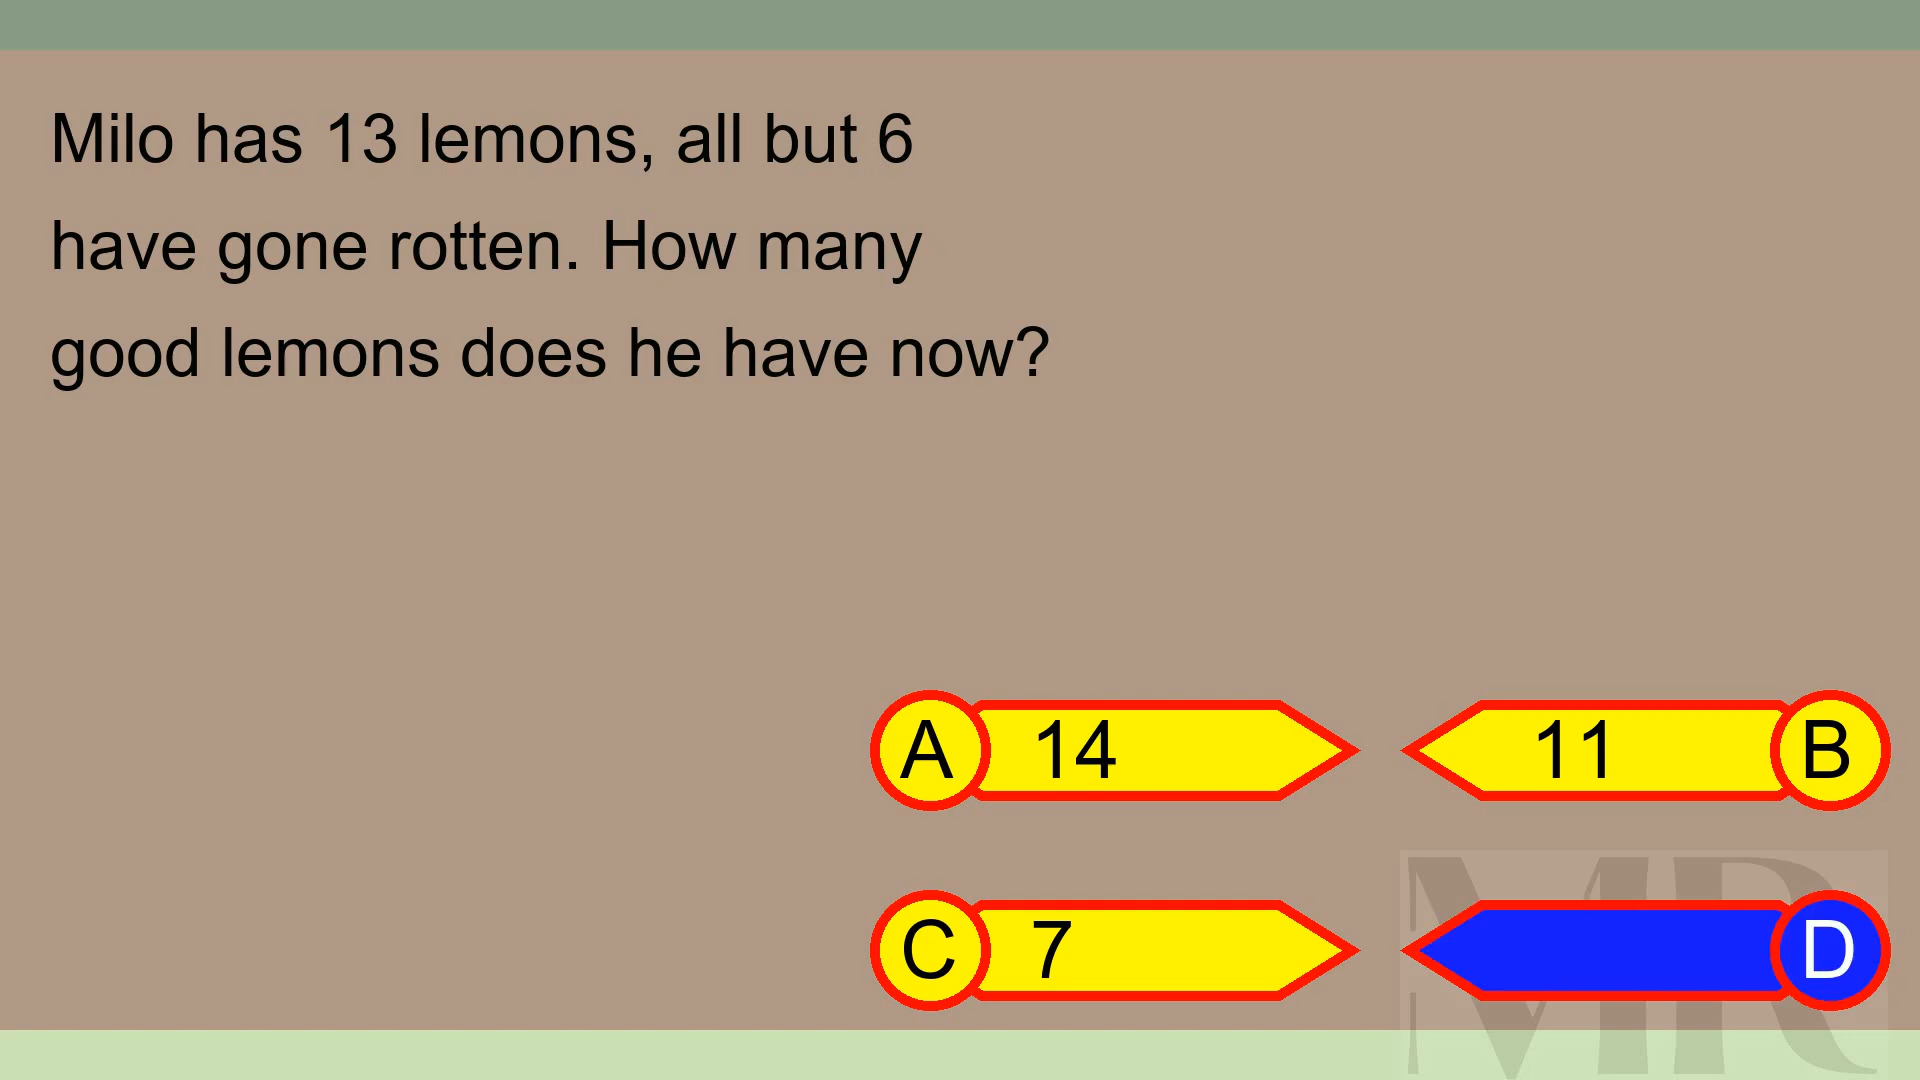 Milo has 13 lemons, all but 6
have gone rotten. How many
good lemons does he have now?
A 14
11 B
C 7
D
MR